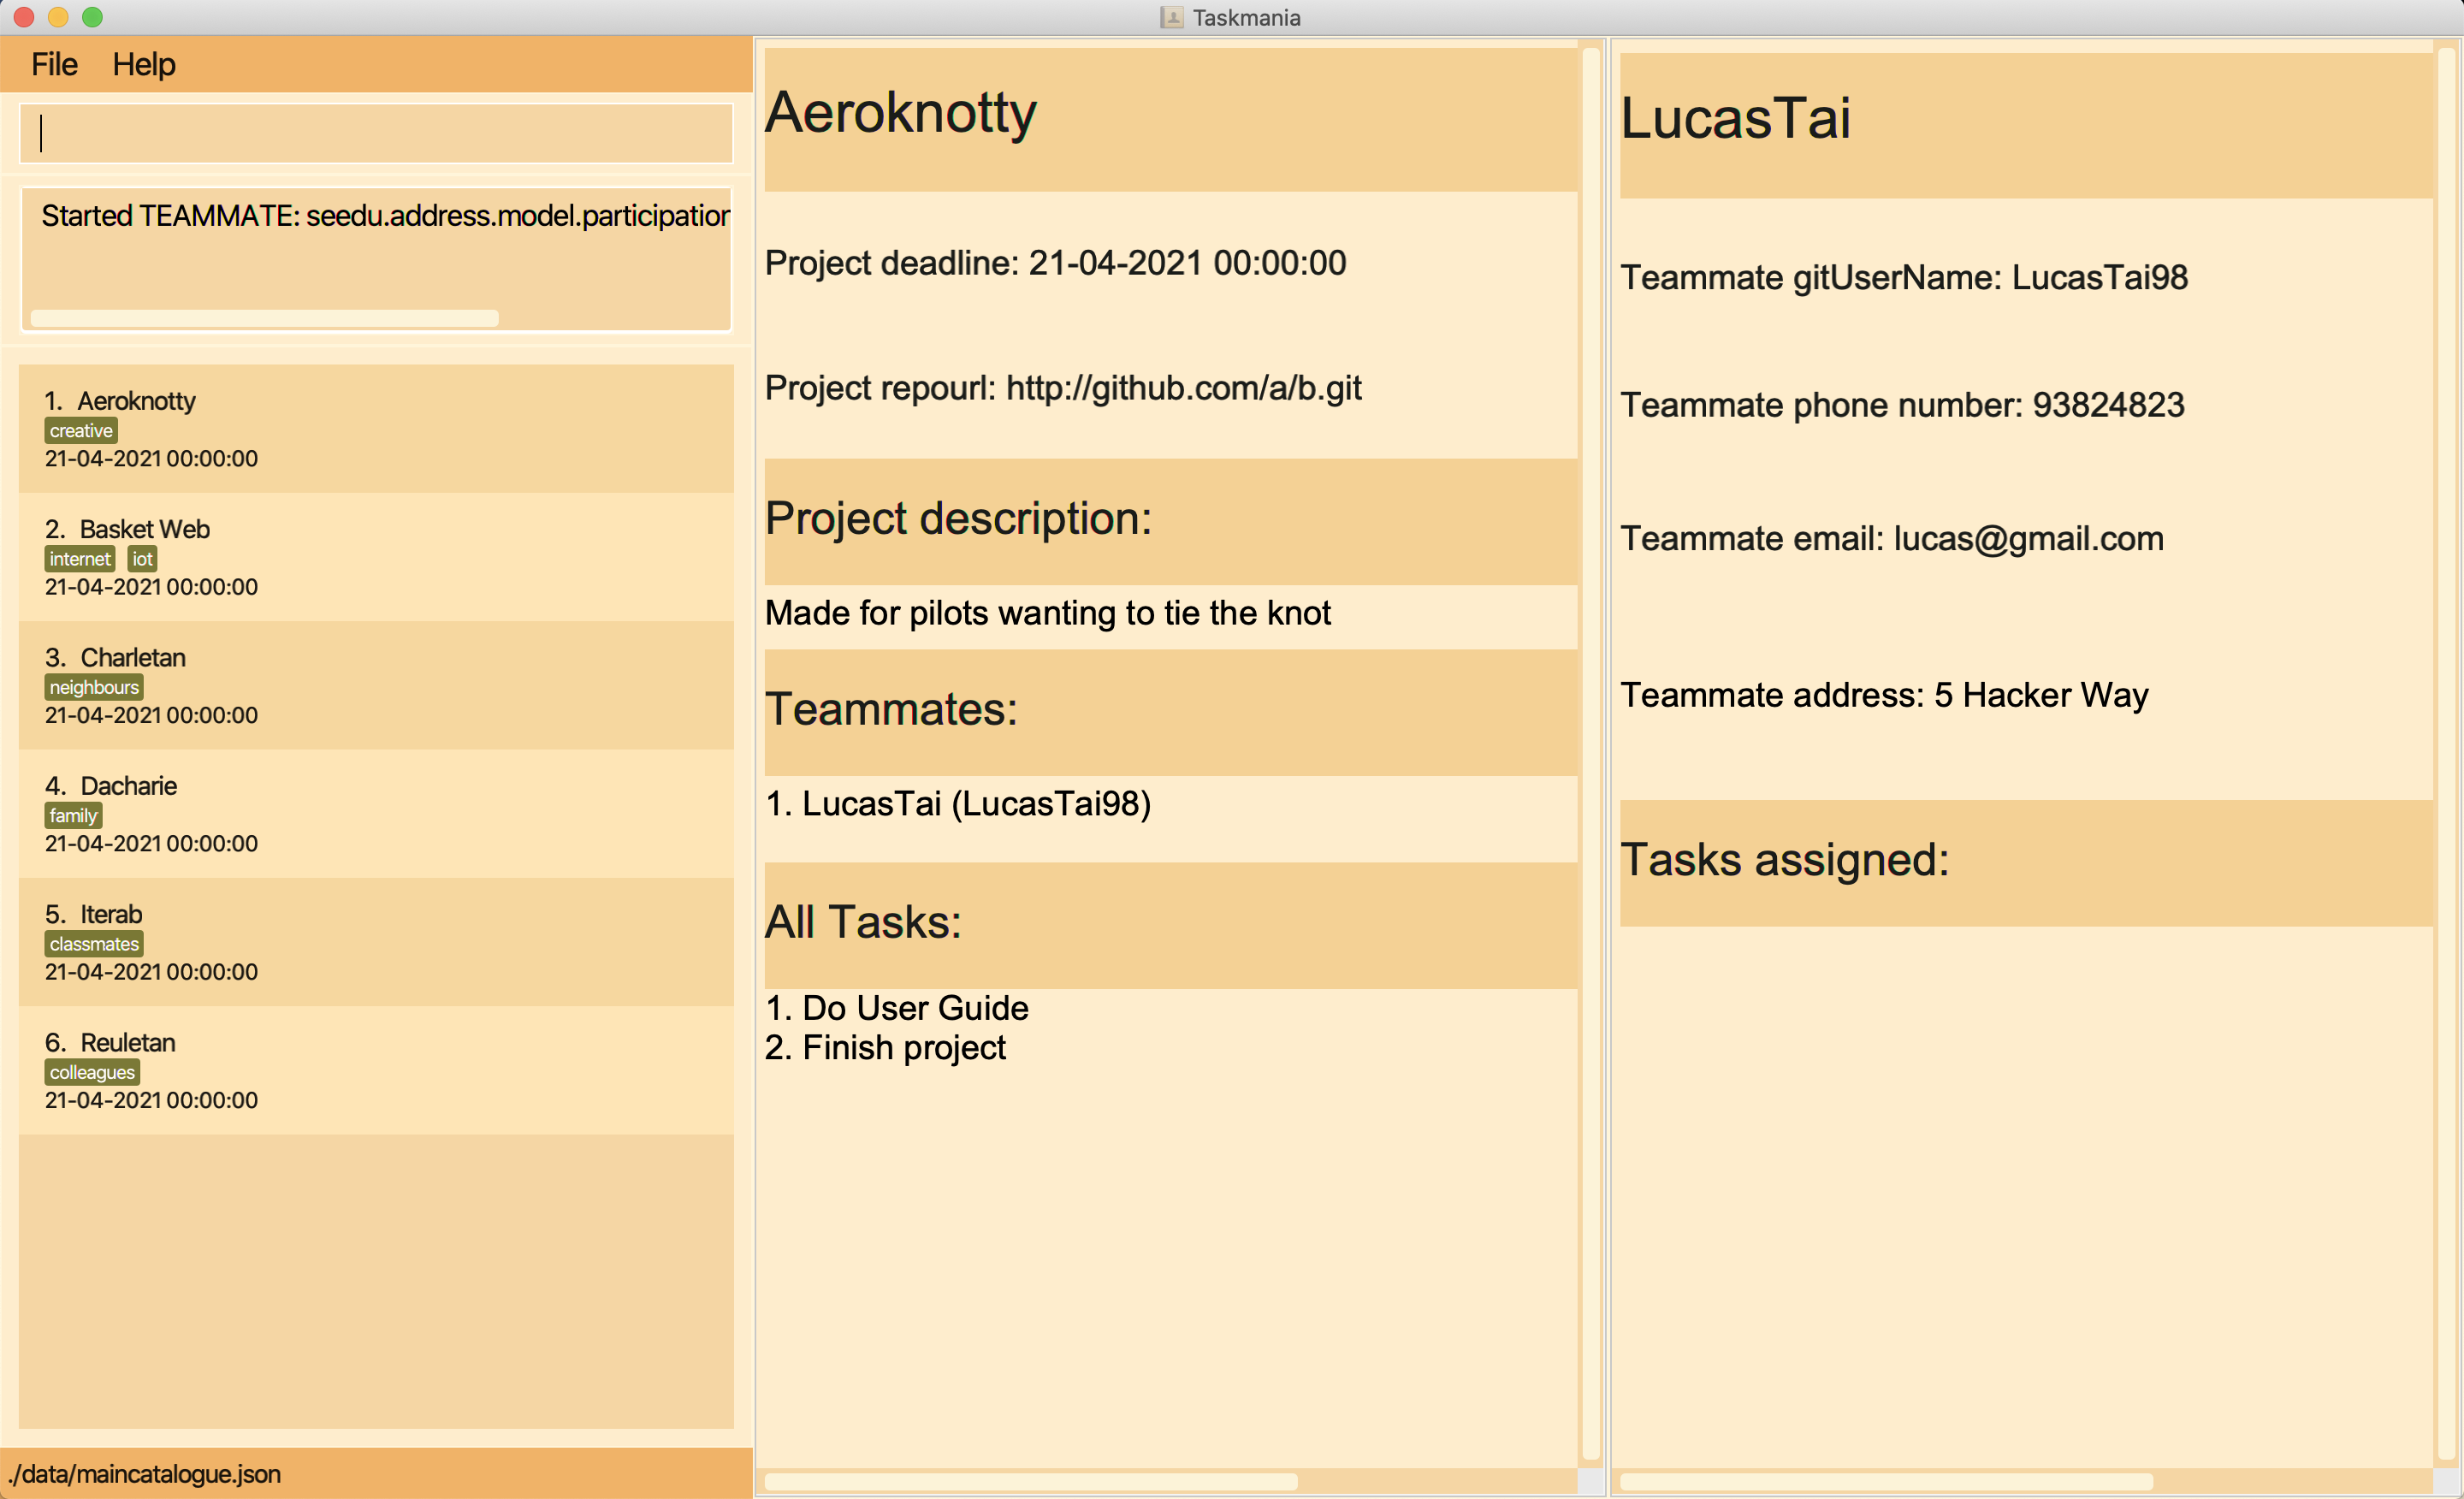 Taskmania
File Help
Started TEAMMATE: seedu.address.model.participation
1. Aeroknotty
creative
21-04-2021 00:00:00
2. Basket Web
internet iot
21-04-2021 00:00:00
3. Charletan
neighbours
21-04-2021 00:00:00
4. Dacharie
family
21-04-2021 00:00:00
5. Iterab
classmates
21-04-2021 00:00:00
6. Reuletan
colleagues
21-04-2021 00:00:00
./data/maincatalogue.json
Aeroknotty
Project deadline: 21-04-2021 00:00:00
Project repourl: http://github.com/a/b.git
Project description:
Made for pilots wanting to tie the knot
Teammates:
1. LucasTai (LucasTai98)
All Tasks:
1. Do User Guide
2. Finish project
LucasTai
Teammate gitUserName: LucasTai98
Teammate phone number: 93824823
Teammate email: lucas@gmail.com
Teammate address: 5 Hacker Way
Tasks assigned: